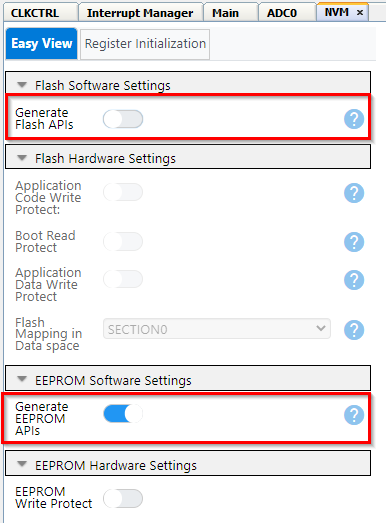 CLKCTRL Interrupt Manager Main ADC0 NVM ×
Easy View Register Initialization
Flash Software Settings
Generate
Flash APIs
?
Flash Hardware Settings
Application
Code Write
Protect:
?
Boot Read
Protect
?
Application
Data Write
Protect
?
Flash
Mapping in
Data space
SECTION0
?
EEPROM Software Settings
Generate
EEPROM
APIs
?
EEPROM Hardware Settings
EEPROM
Write Protect
?